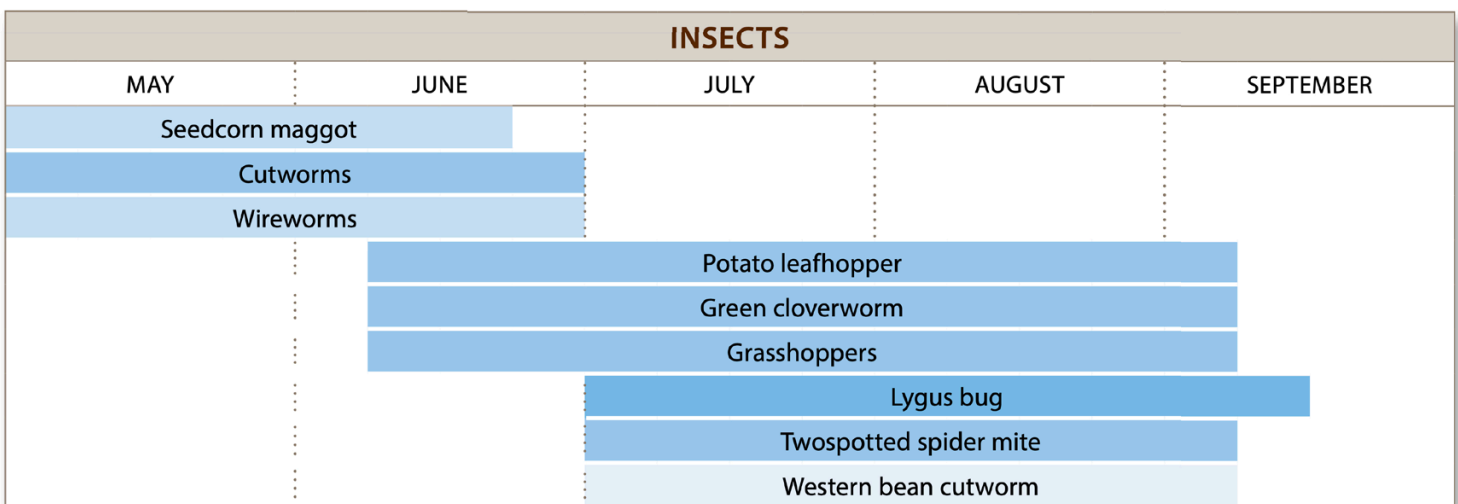 INSECTS
MAY JUNE JULY AUGUST SEPTEMBER
Seedcorn maggot
Cutworms
Wireworms
Potato leafhopper
Green cloverworm
Grasshoppers
Lygus bug
Twospotted spider mite
Western bean cutworm